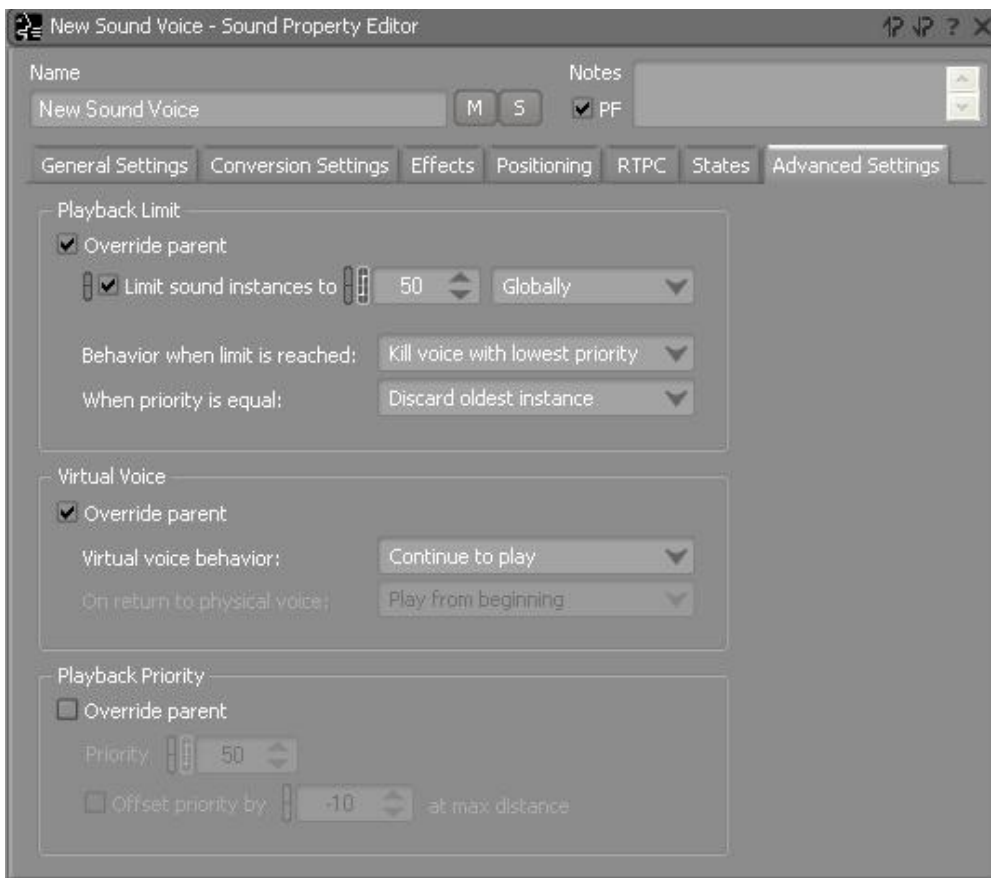 New Sound Voice - Sound Property Editor ?
Name Notes
New Sound Voice M S PF
General Settings Conversion Settings Effects Positioning RTPC States Advanced Settings
Playback Limit
Override parent
Limit sound instances to 50 Globally
Behavior when limit is reached: Kill voice with lowest priority
When priority is equal: Discard oldest instance
Virtual Voice
Override parent
Virtual voice behavior: Continue to play
On return to physical voice: Play from beginning
Playback Priority
Override parent
Priority 50
Offset priority by -10 at max distance